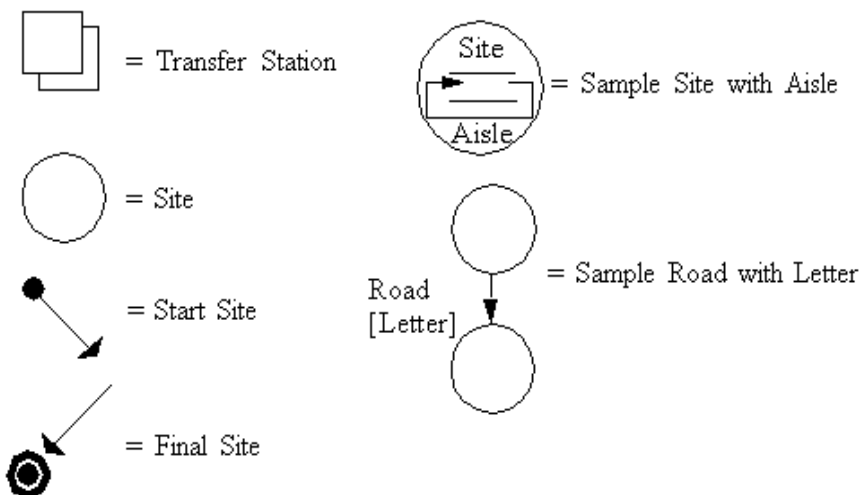 = Transfer Station
= Site
= Start Site
= Final Site
Site
Aisle
= Sample Site with Aisle
Road
[Letter]
= Sample Road with Letter